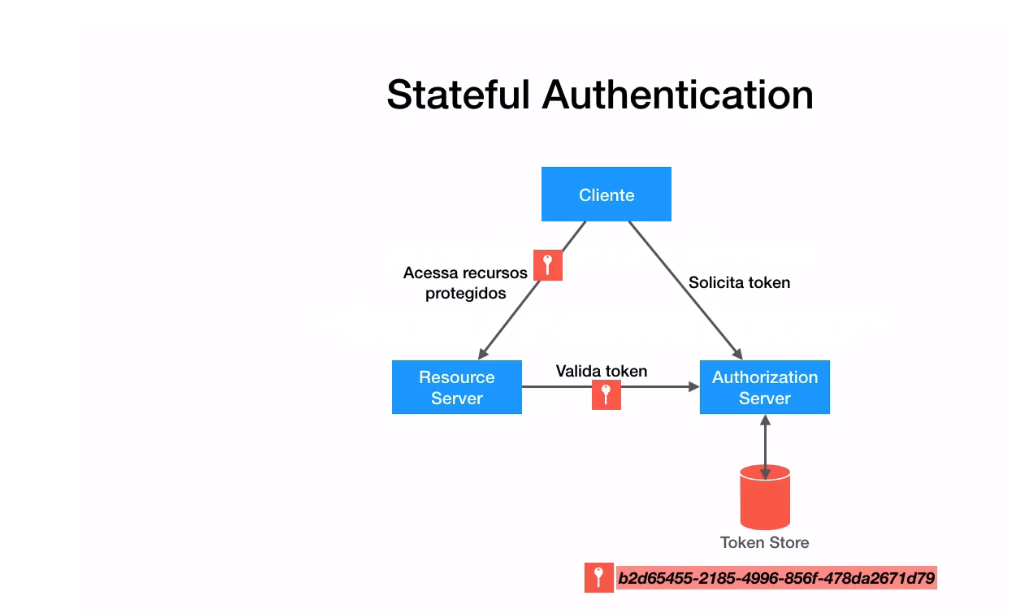 Stateful Authentication
Cliente
Acessa recursos
protegidos
Solicita token
Resource
Server
Valida token
Authorization
Server
Token Store
b2d65455-2185-4996-856f-478da2671d79